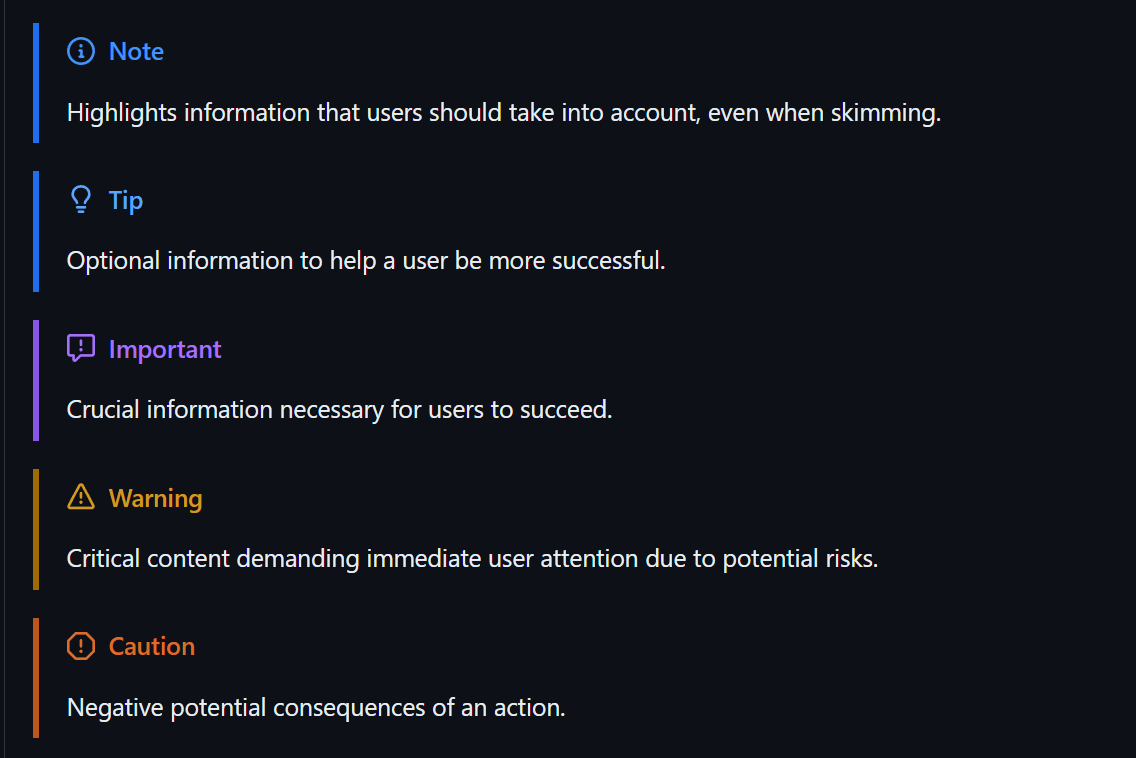 Note
Highlights information that users should take into account, even when skimming.
Tip
Optional information to help a user be more successful.
Important
Crucial information necessary for users to succeed.
Warning
Critical content demanding immediate user attention due to potential risks.
Caution
Negative potential consequences of an action.